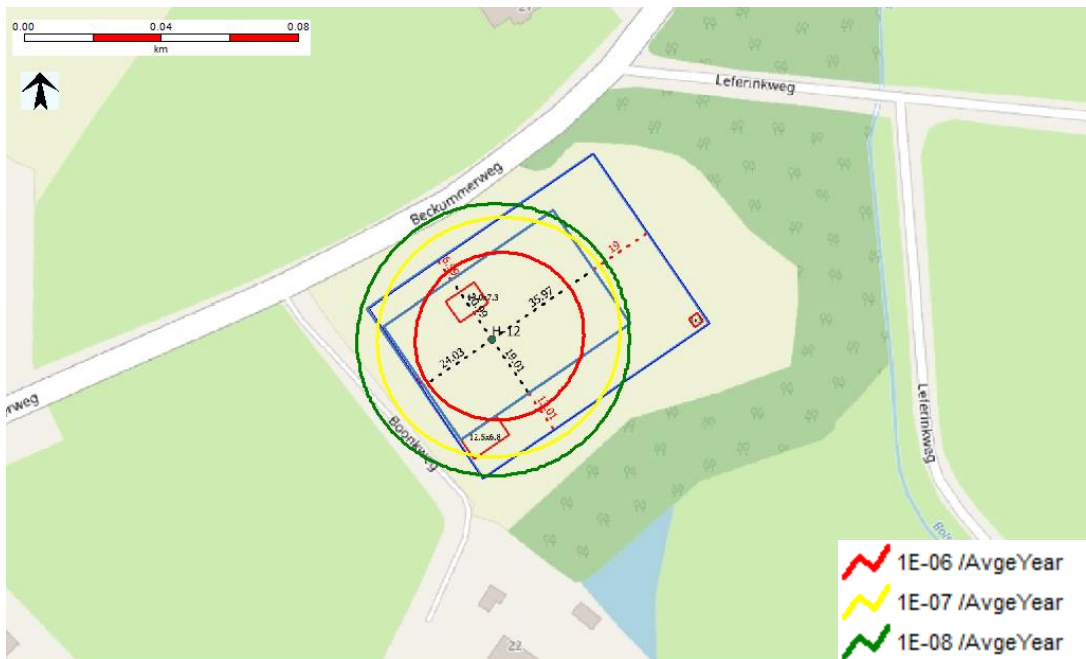 0.00 0.04 0.08
km
Leferinkweg
Beckummerweg
19
35.97
H-12
24.03
19.01
12.5x6.8
Boonkweg
Leferinkweg
22
1E-06 /AvgeYear
1E-07 /AvgeYear
1E-08 /AvgeYear